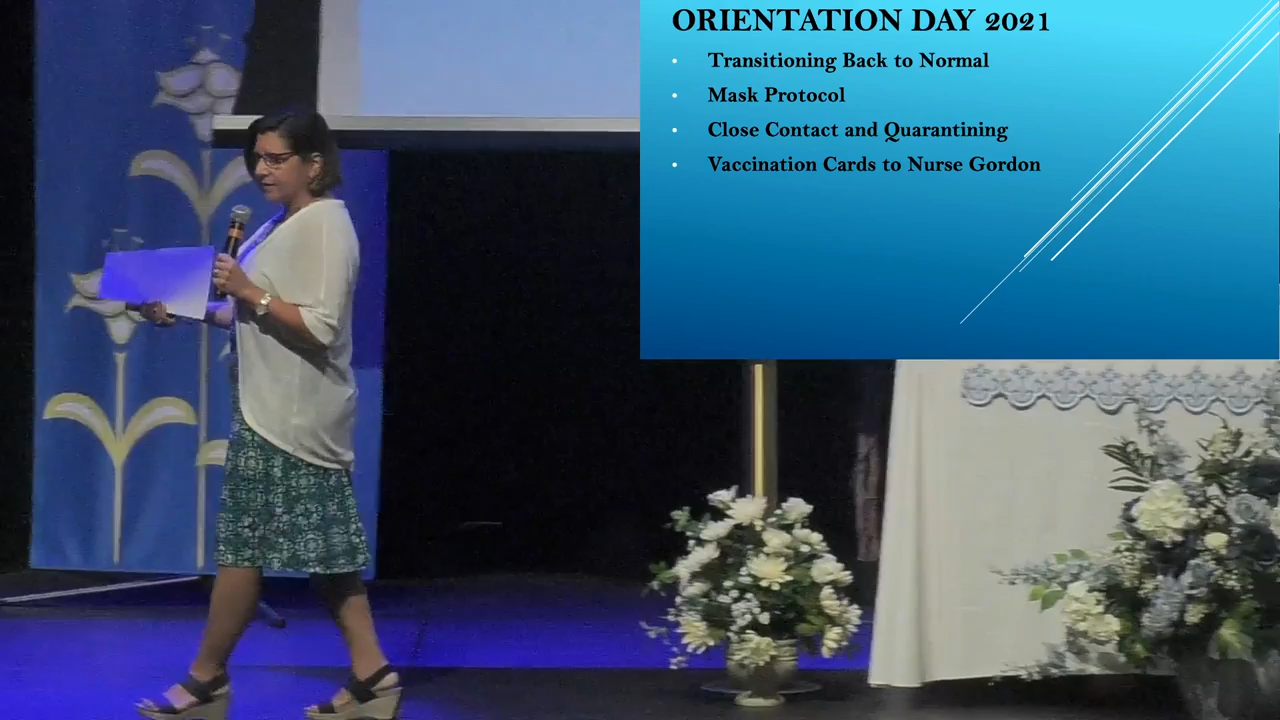 ORIENTATION DAY 2021
Transitioning Back to Normal
Mask Protocol
Close Contact and Quarantining
Vaccination Cards to Nurse Gordon